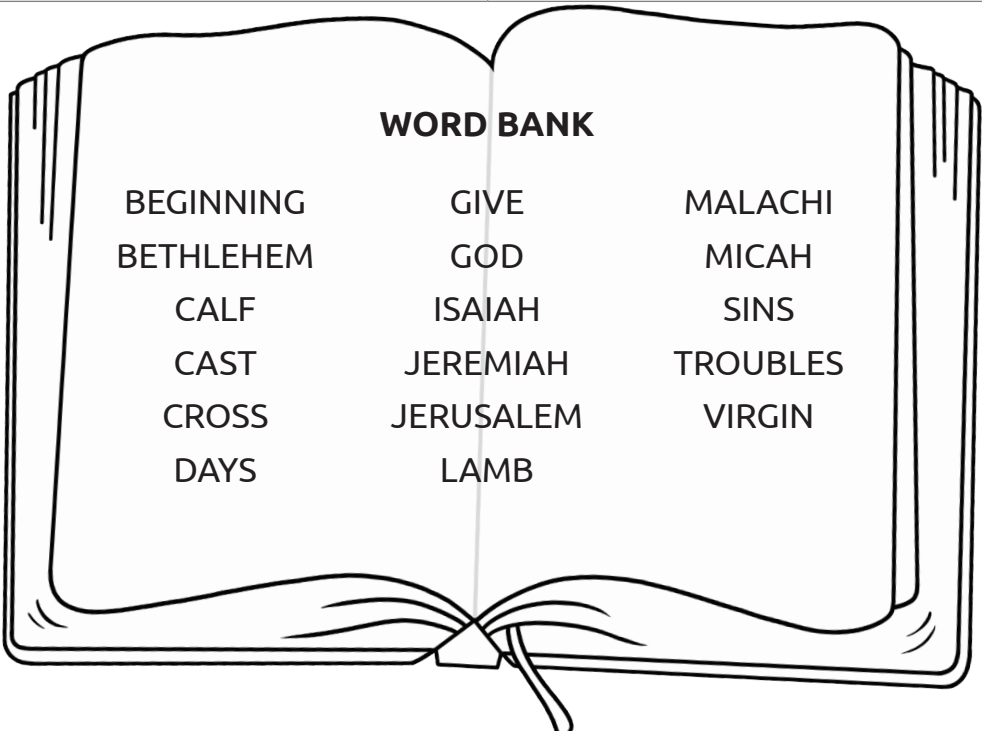 WORD BANK
BEGINNING GIVE MALACHI
BETHLEHEM GOD MICAH
CALF ISAIAH SINS
CAST JEREMIAH TROUBLES
CROSS JERUSALEM VIRGIN
DAYS LAMB